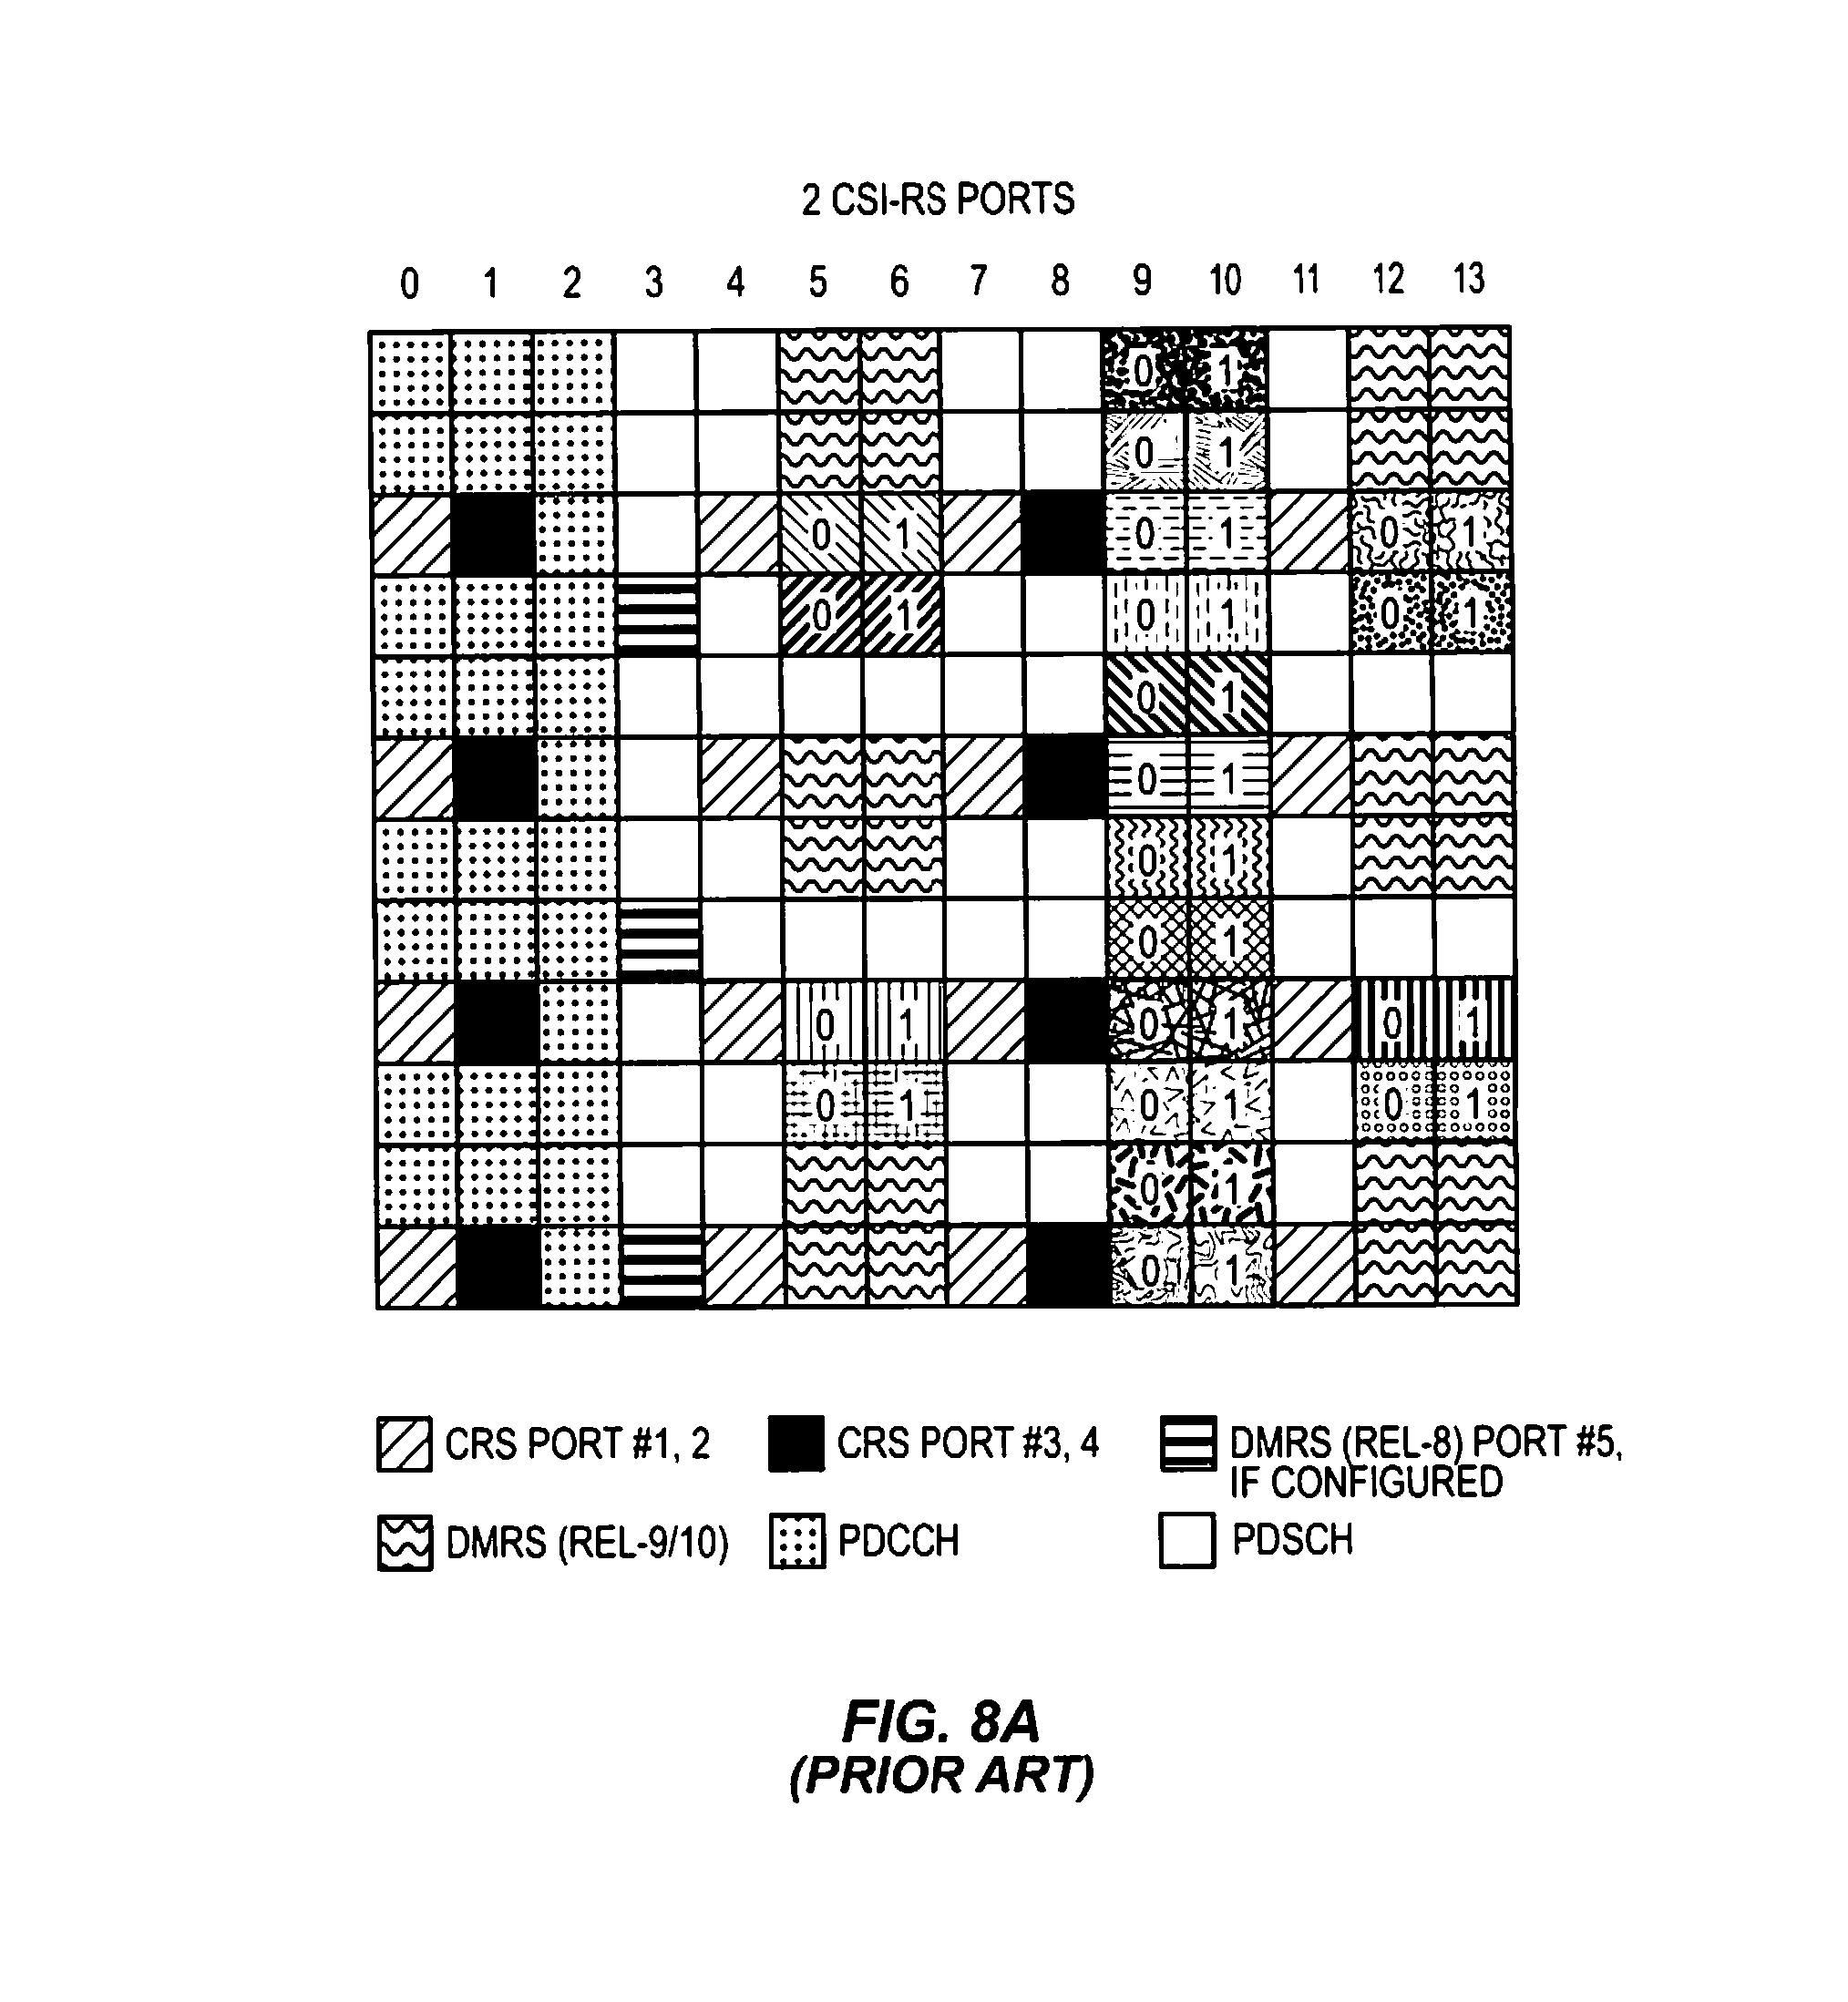 2 CSI-RS PORTS
0 1 2 3 4 5 6 7 8 9 10 11 12 13
0 1
0 1
0 1 0 1 0 1
0 1 0 1 0 1
0 1
0 1
0 1
0 1
0 1 0 1 0 1
0 1 0 1 0 1
0 1
0 1
CRS PORT #1, 2 CRS PORT #3, 4 DMRS (REL-8) PORT #5,
IF CONFIGURED
DMRS (REL-9/10) PDCCH PDSCH
FIG. 8A
(PRIOR ART)